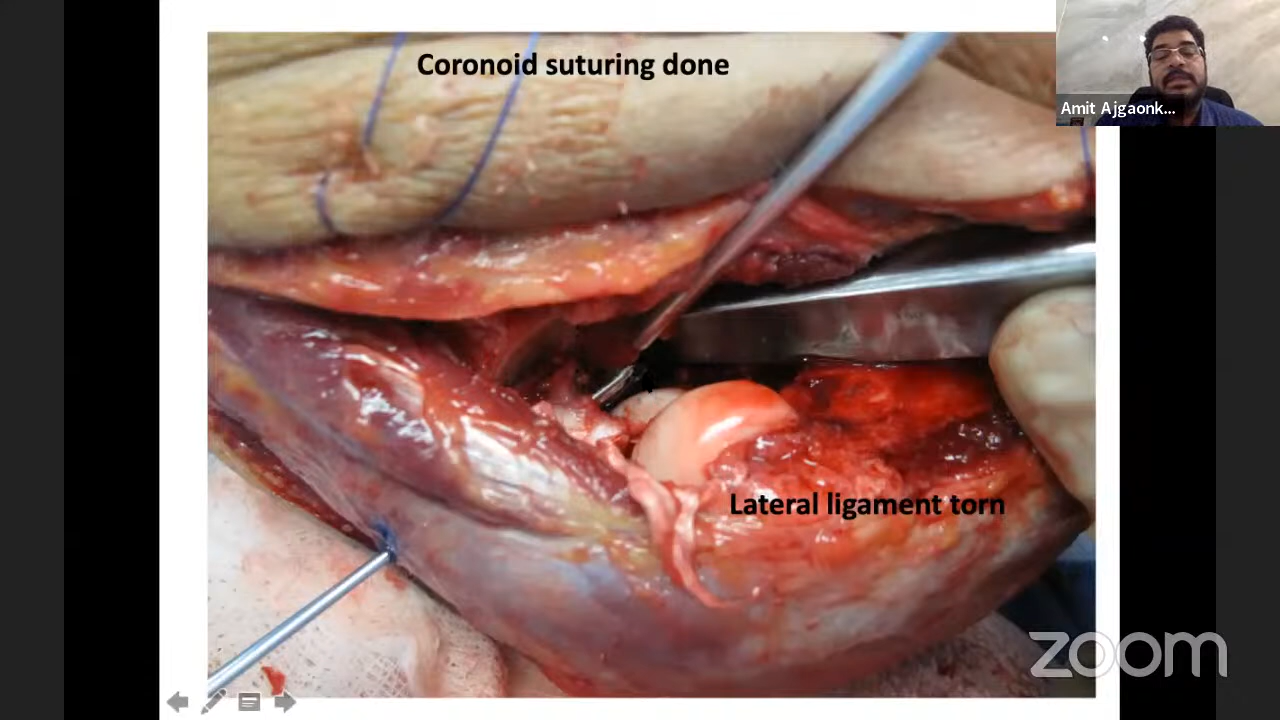 Coronoid suturing done
Amit Ajgaonk...
Lateral ligament torn
zoom